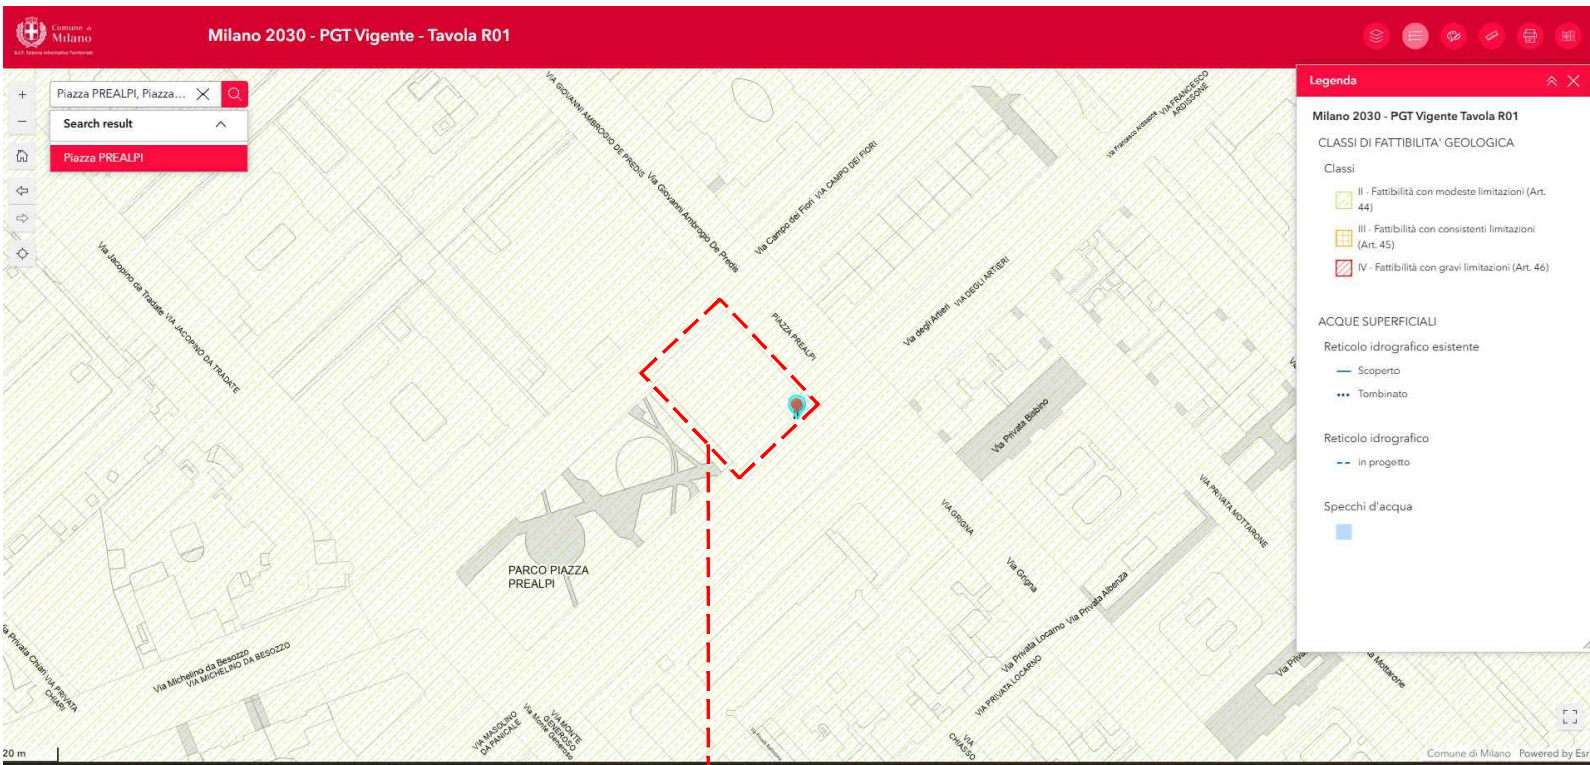 Comune di
Milano
S.I.T. Sistema Informativo Territoriale
Milano 2030 - PGT Vigente - Tavola R01
Piazza PREALPI, Piazza...
Search result
Piazza PREALPI
Legenda
Milano 2030 - PGT Vigente Tavola R01
CLASSI DI FATTIBILITA' GEOLOGICA
Classi
II - Fattibilità con modeste limitazioni (Art.
44)
III - Fattibilità con consistenti limitazioni
(Art. 45)
IV - Fattibilità con gravi limitazioni (Art. 46)
ACQUE SUPERFICIALI
Reticolo idrografico esistente
Scoperto
Tombinato
Reticolo idrografico
in progetto
Specchi d'acqua
VIA GIOVANNI AMBROGIO DE PREDIS
Via Giovanni Ambrogio De Predis
Via Campo dei Fiori
VIA CAMPO DEI FIORI
Via Francesco Ardissone
VIA FRANCESCO
ARDISSONE
Via Jacopino da Tradate
VIA JACOPINO DA TRADATE
PIAZZA PREALPI
Via degli Artieri
VIA DEGLI ARTIERI
Via Privata Bisbino
VIA GRIGNA
Via Grigna
VIA PRIVATA MOTTARONE
PARCO PIAZZA
PREALPI
Via Privata Locarno
Via Privata Albenza
VIA PRIVATA LOCARNO
Via Michelino da Besozzo
VIA MICHELINO DA BESOZZO
ia Privata Chiari
VIA PRIVATA
CHIARI
VIA MASOLINO
DA PANICALE
Via Monte Generoso
VIA MONTE
GENEROSO
VIA
CHIASSO
Via Priva
a Mottarone
20 m
Comune di Milano
Powered by Esr